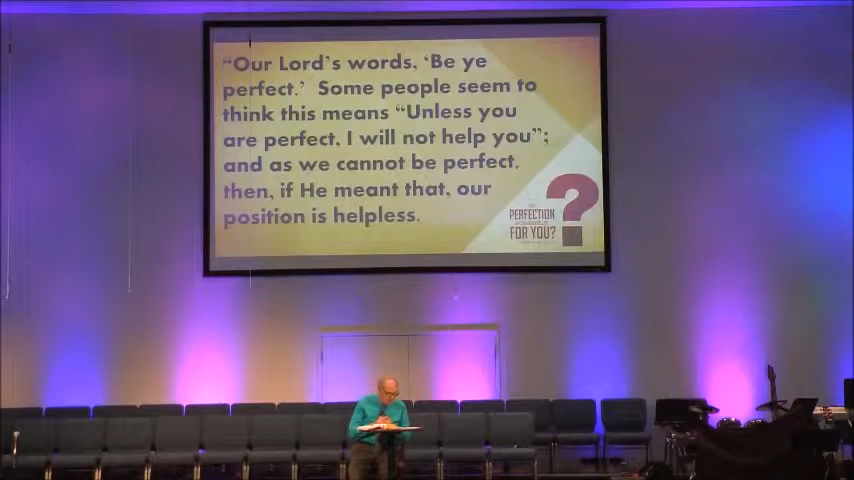 “Our Lord’s words, ‘Be ye
perfect.’ Some people seem to
think this means “Unless you
are perfect, I will not help you”;
and as we cannot be perfect,
then, if He meant that, our
position is helpless.
PERFECTION
FOR YOU?
?